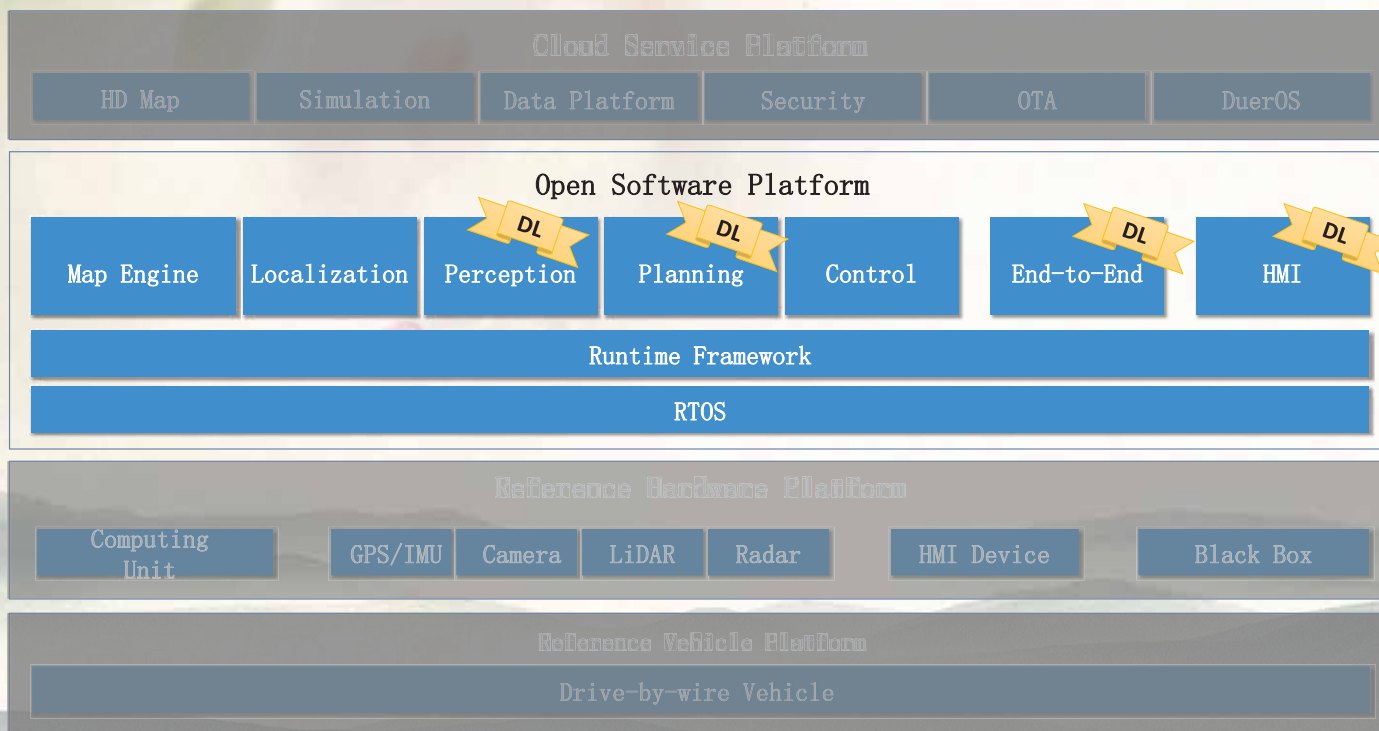 Cloud Service Platform
HD Map
Simulation
Data Platform
Security
OTA
DuerOS
Open Software Platform
DL
DL
DL
DL
Map Engine
Localization
Perception
Planning
Control
End-to-End
HMI
Runtime Framework
RTOS
Reference Hardware Platform
Computing
Unit
GPS/IMU
Camera
LiDAR
Radar
HMI Device
Black Box
Reference Vehicle Platform
Drive-by-wire Vehicle